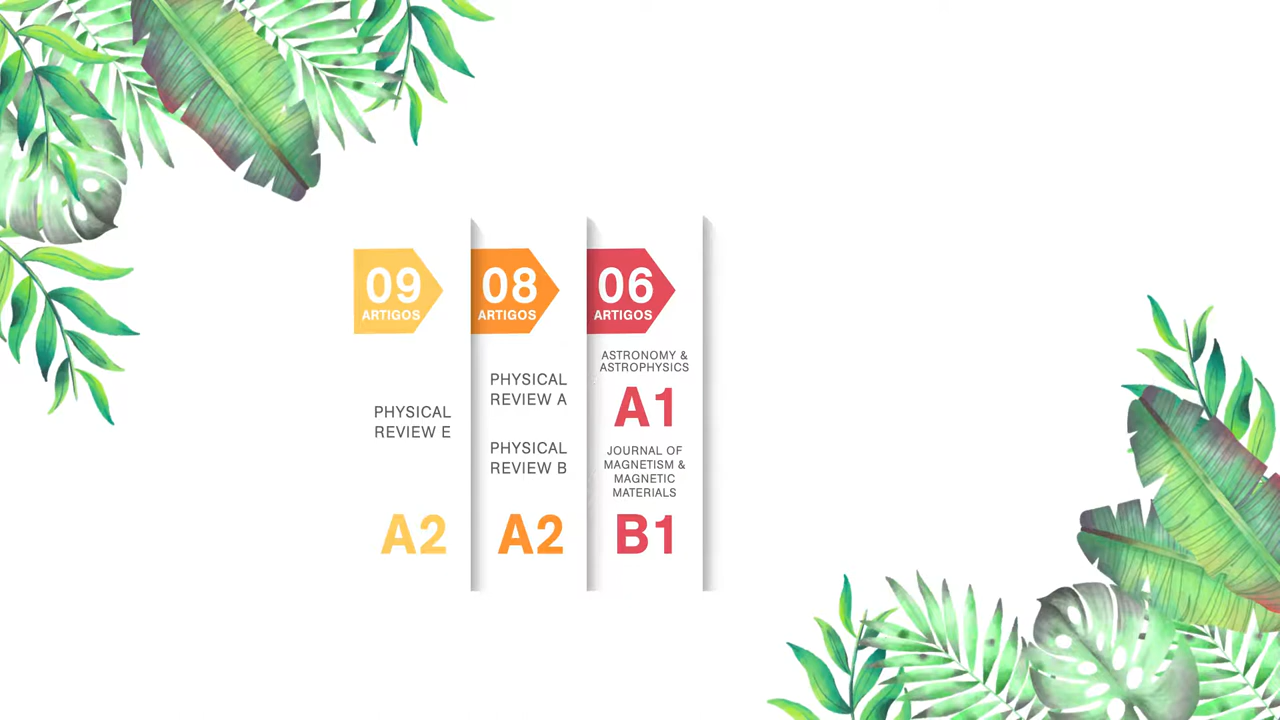 09
ARTIGOS
PHYSICAL
REVIEW E
A2
08
ARTIGOS
PHYSICAL
REVIEW A
PHYSICAL
REVIEW B
A2
06
ARTIGOS
ASTRONOMY &
ASTROPHYSICS
A1
JOURNAL OF
MAGNETISM &
MAGNETIC
MATERIALS
B1